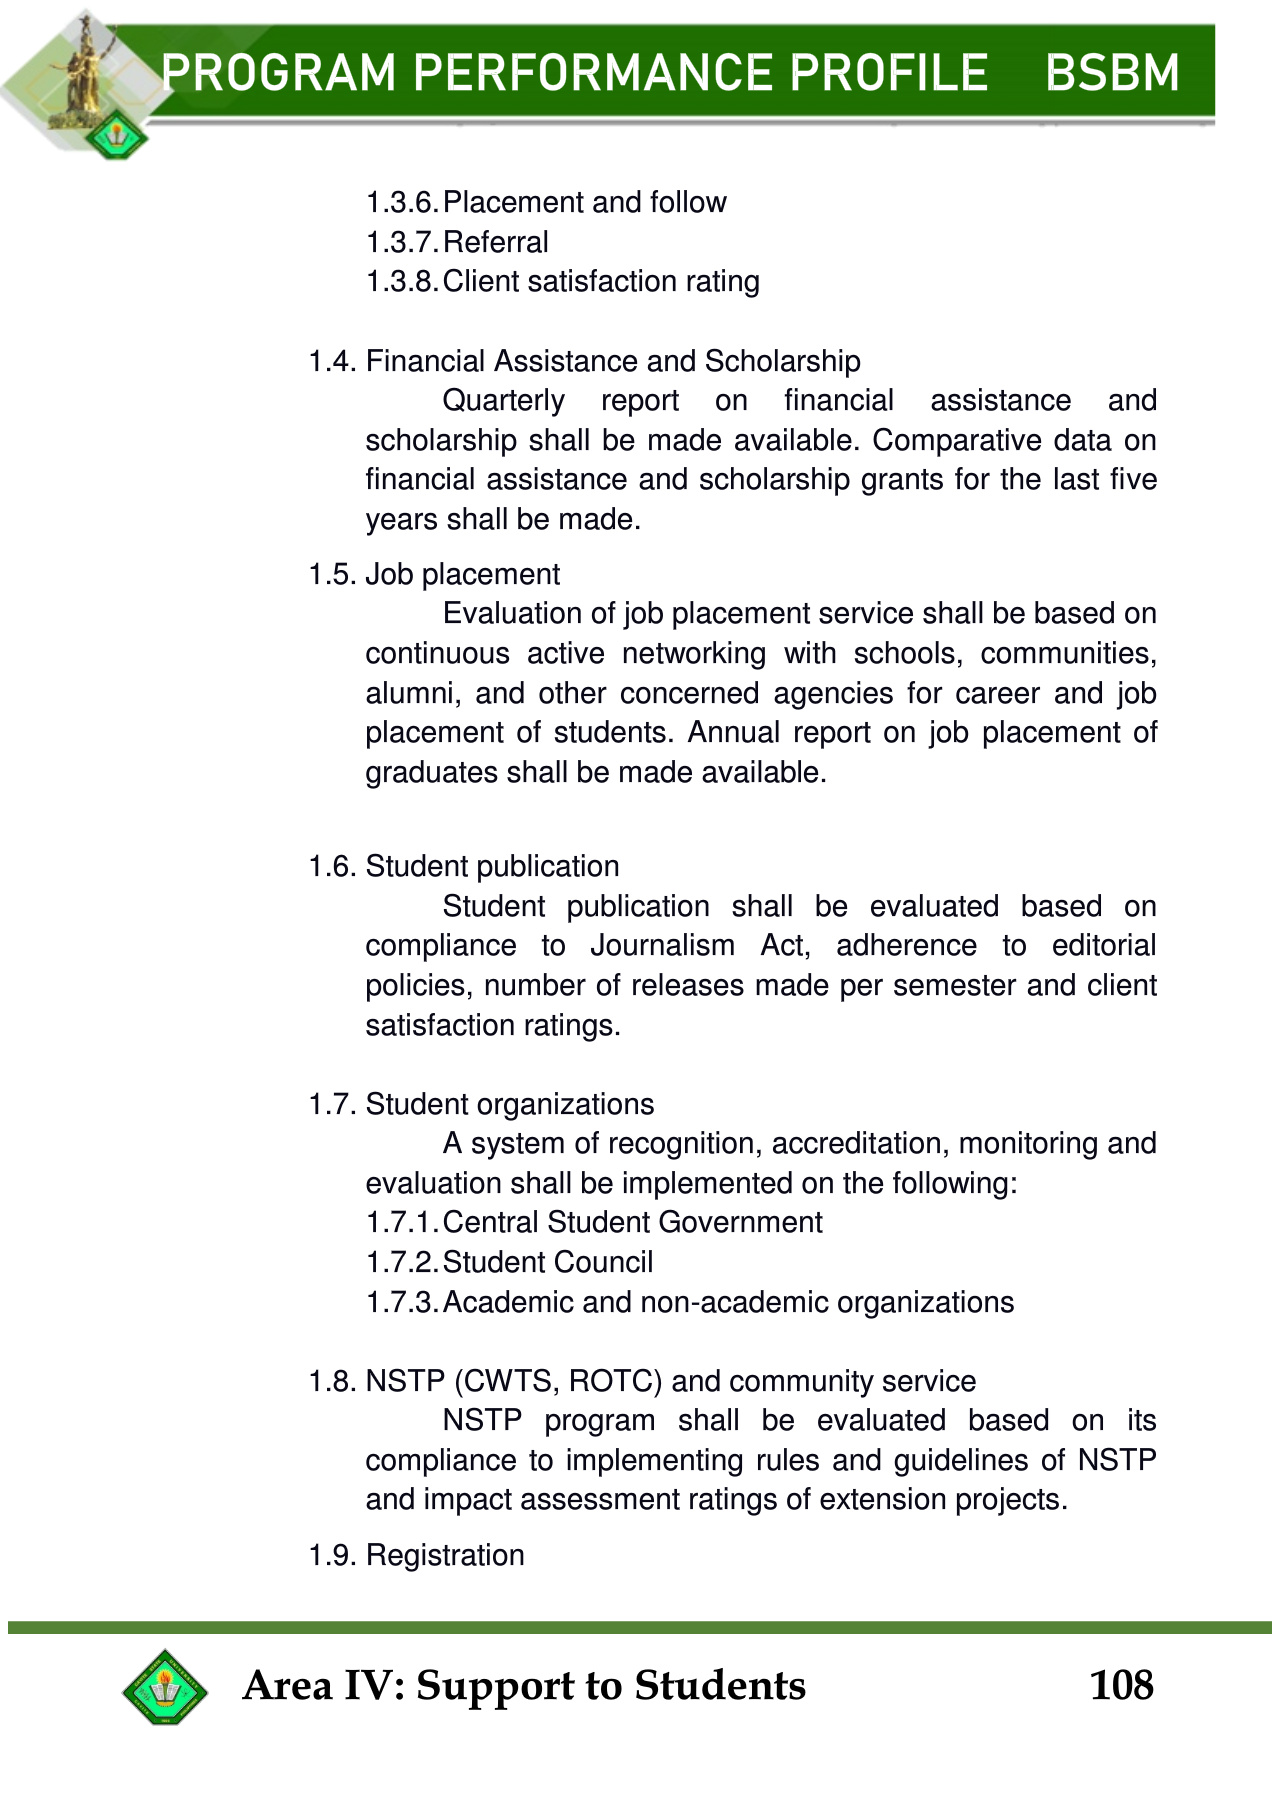 PROGRAM PERFORMANCE PROFILE BSBM
1.3.6. Placement and follow
1.3.7. Referral
1.3.8. Client satisfaction rating
1.4. Financial Assistance and Scholarship
Quarterly report on financial assistance and
scholarship shall be made available. Comparative data on
financial assistance and scholarship grants for the last five
years shall be made.
1.5. Job placement
Evaluation of job placement service shall be based on
continuous active networking with schools, communities,
alumni, and other concerned agencies for career and job
placement of students. Annual report on job placement of
graduates shall be made available.
1.6. Student publication
Student publication shall be evaluated based on
compliance to Journalism Act, adherence to editorial
policies, number of releases made per semester and client
satisfaction ratings.
1.7. Student organizations
A system of recognition, accreditation, monitoring and
evaluation shall be implemented on the following:
1.7.1. Central Student Government
1.7.2. Student Council
1.7.3. Academic and non-academic organizations
1.8. NSTP (CWTS, ROTC) and community service
NSTP program shall be evaluated based on its
compliance to implementing rules and guidelines of NSTP
and impact assessment ratings of extension projects.
1.9. Registration
Area IV: Support to Students 108